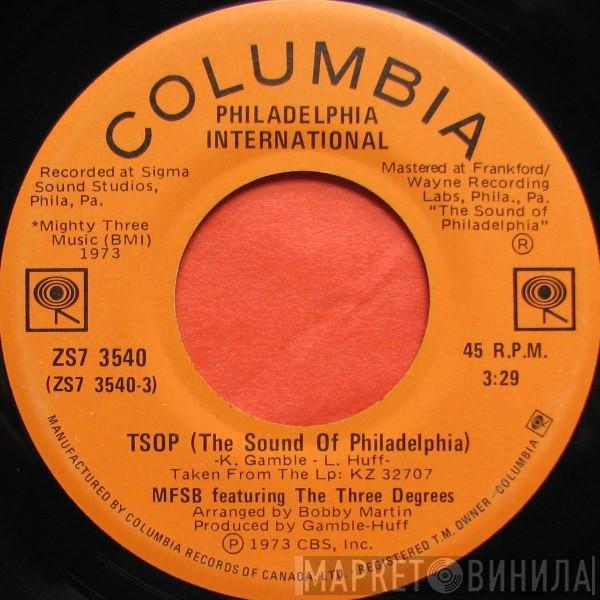 COLUMBIA
PHILADELPHIA
INTERNATIONAL
Recorded at Sigma
Sound Studios,
Phila, Pa.
*Mighty Three
Music (BMI)
1973
Mastered at Frankford/
Wayne Recording
Labs, Phila., Pa.
"The Sound of
Philadelphia"
®
ZS7 3540
(ZS7 3540-3)
45 R.P.M.
3:29
TSOP (The Sound Of Philadelphia)
-K. Gamble - L. Huff-
Taken From The Lp: KZ 32707
MFSB featuring The Three Degrees
Arranged by Bobby Martin
Produced by Gamble-Huff
℗ 1973 CBS, Inc.
MANUFACTURED BY COLUMBIA RECORDS OF CANADA, LTD. - REGISTERED T.M. OWNER - COLUMBIA
МАРКЕТ ВИНИЛА